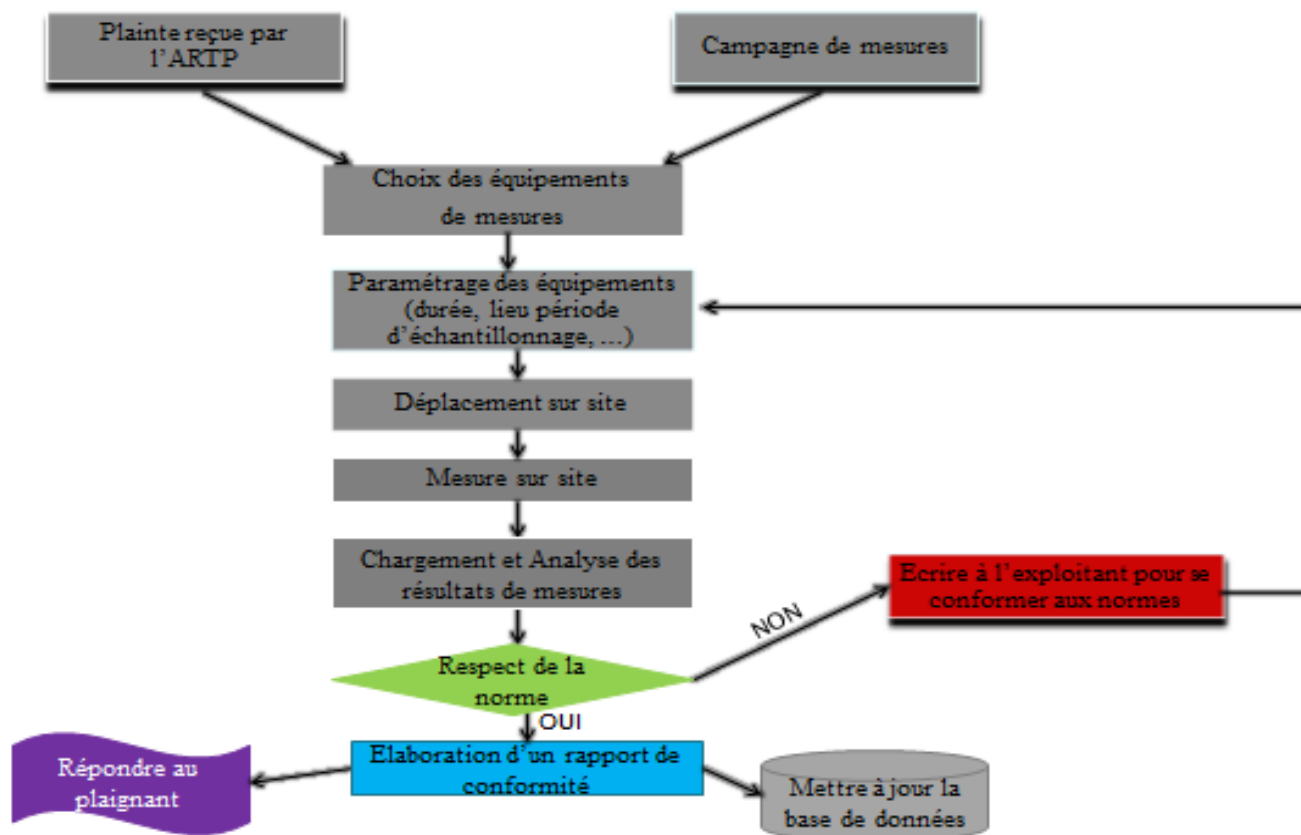 Plainte reçue par
l'ARTP
Campagne de mesures
Choix des équipements
de mesures
Paramétrage des équipements
(durée, lieu période
d'échantillonnage, ...)
Déplacement sur site
Mesure sur site
Chargement et Analyse des
résultats de mesures
Ecrire à l'exploitant pour se
conformer aux normes
NON
Respect de la
norme
OUI
Elaboration d'un rapport de
conformité
Répondre au
plaignant
Mettre à jour la
base de données